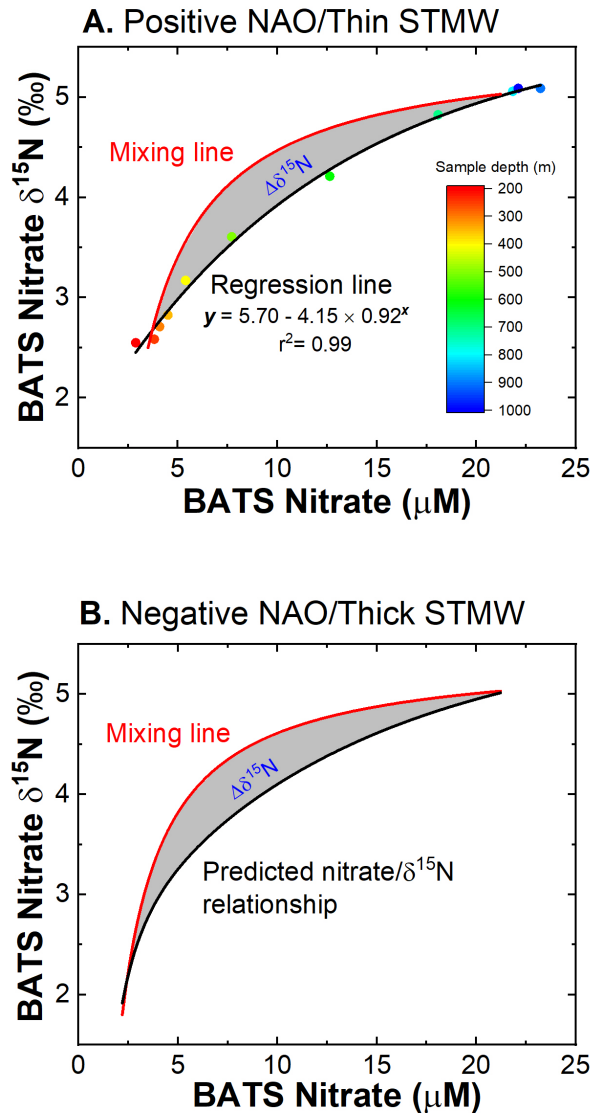 A. Positive NAO/Thin STMW
BATS Nitrate δ¹⁵N (‰)
5
4
3
2
Mixing line
Δδ¹⁵N
Sample depth (m)
200
300
400
500
600
700
800
900
1000
Regression line
y = 5.70 - 4.15 × 0.92ˣ
r²= 0.99
0
5
10
15
20
25
BATS Nitrate (μM)
B. Negative NAO/Thick STMW
BATS Nitrate δ¹⁵N (‰)
5
4
3
2
Mixing line
Δδ¹⁵N
Predicted nitrate/δ¹⁵N
relationship
0
5
10
15
20
25
BATS Nitrate (μM)